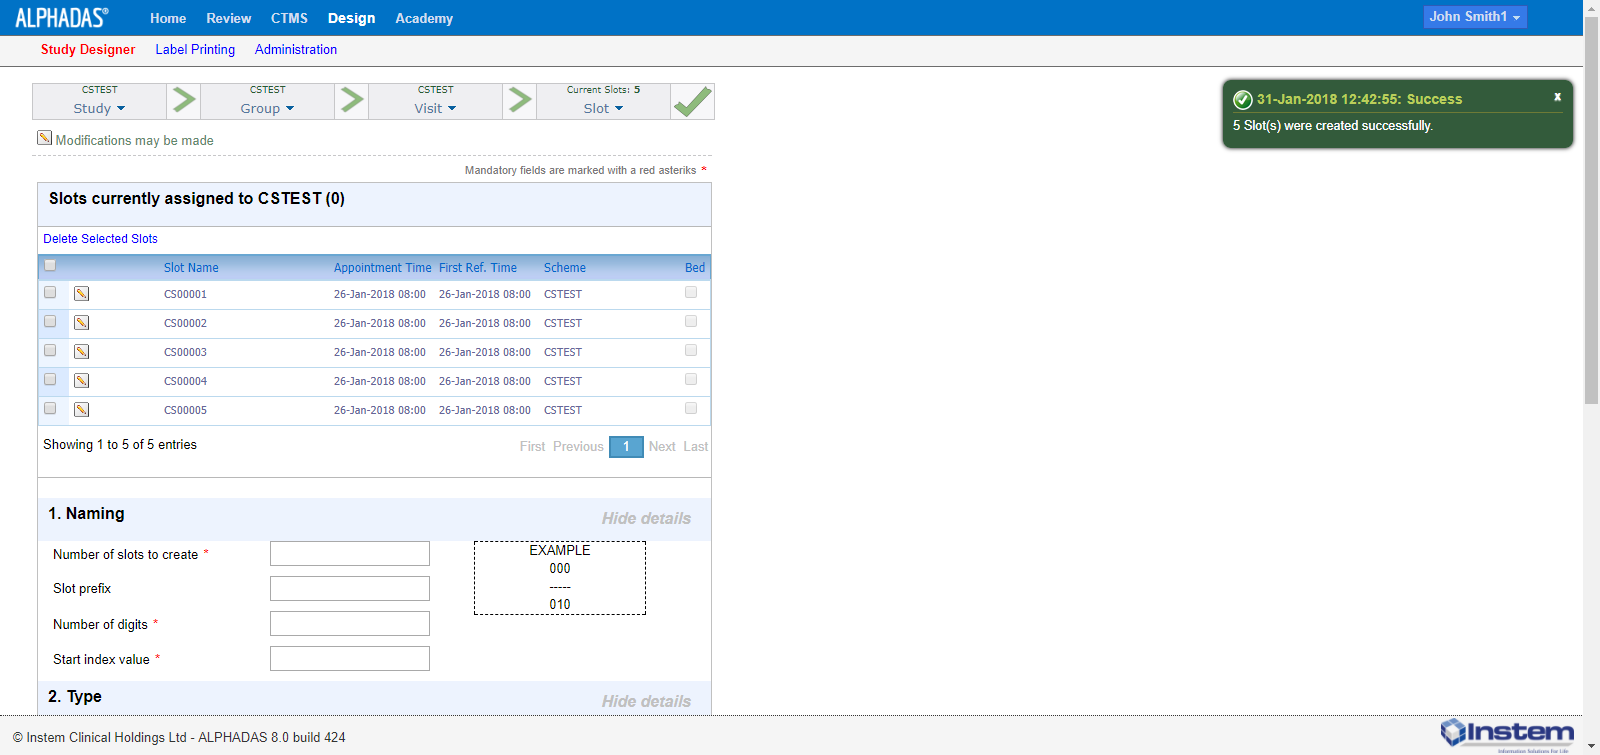 ALPHADAS® Home Review CTMS Design Academy John Smith1
Study Designer Label Printing Administration
CSTEST CSTEST CSTEST Current Slots: 5
Study Group Visit Slot
31-Jan-2018 12:42:55: Success x
5 Slot(s) were created successfully.
Modifications may be made
Mandatory fields are marked with a red asteriks *
Slots currently assigned to CSTEST (0)
Delete Selected Slots
Slot Name Appointment Time First Ref. Time Scheme Bed
CS00001 26-Jan-2018 08:00 26-Jan-2018 08:00 CSTEST
CS00002 26-Jan-2018 08:00 26-Jan-2018 08:00 CSTEST
CS00003 26-Jan-2018 08:00 26-Jan-2018 08:00 CSTEST
CS00004 26-Jan-2018 08:00 26-Jan-2018 08:00 CSTEST
CS00005 26-Jan-2018 08:00 26-Jan-2018 08:00 CSTEST
Showing 1 to 5 of 5 entries First Previous 1 Next Last
1. Naming Hide details
Number of slots to create *
Slot prefix
Number of digits *
Start index value *
EXAMPLE
000
-----
010
2. Type Hide details
© Instem Clinical Holdings Ltd - ALPHADAS 8.0 build 424
Instem
Information Solutions For Life